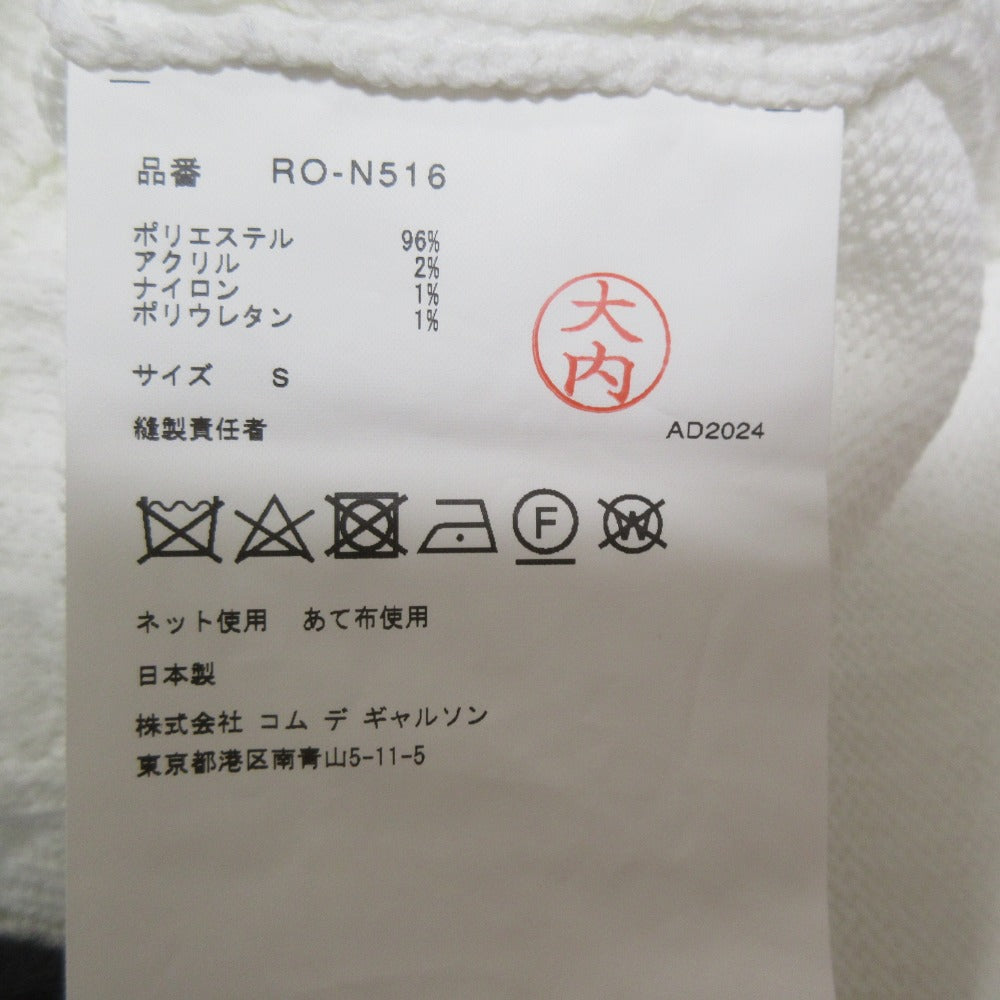 品番 RO-N516
ポリエステル 96%
アクリル 2%
ナイロン 1%
ポリウレタン 1%
大内
サイズ S
縫製責任者 AD2024
F W
ネット使用 あて布使用
日本製
株式会社 コム デ ギャルソン
東京都港区南青山5-11-5